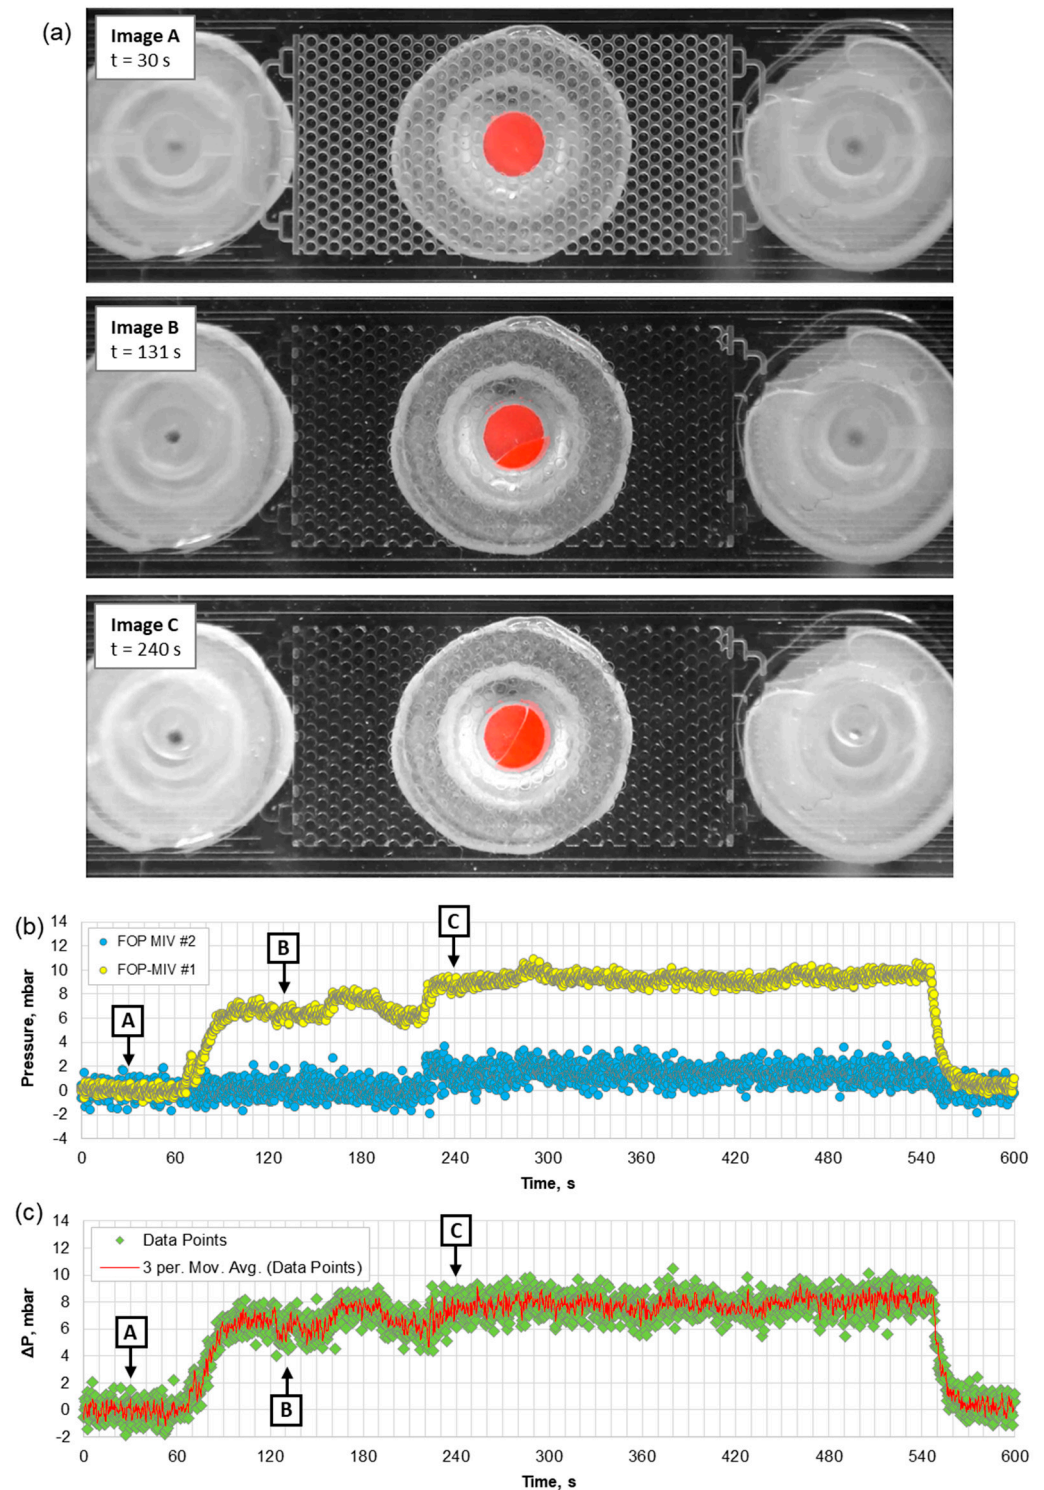 (a)
Image A
t = 30 s
Image B
t = 131 s
Image C
t = 240 s
(b)
14
12
10
8
6
4
2
0
-2
-4
Pressure, mbar
FOP MIV #2
FOP-MIV #1
A
B
C
0 60 120 180 240 300 360 420 480 540 600
Time, s
(c)
14
12
10
8
6
4
2
0
-2
ΔP, mbar
Data Points
3 per. Mov. Avg. (Data Points)
A
B
C
0 60 120 180 240 300 360 420 480 540 600
Time, s